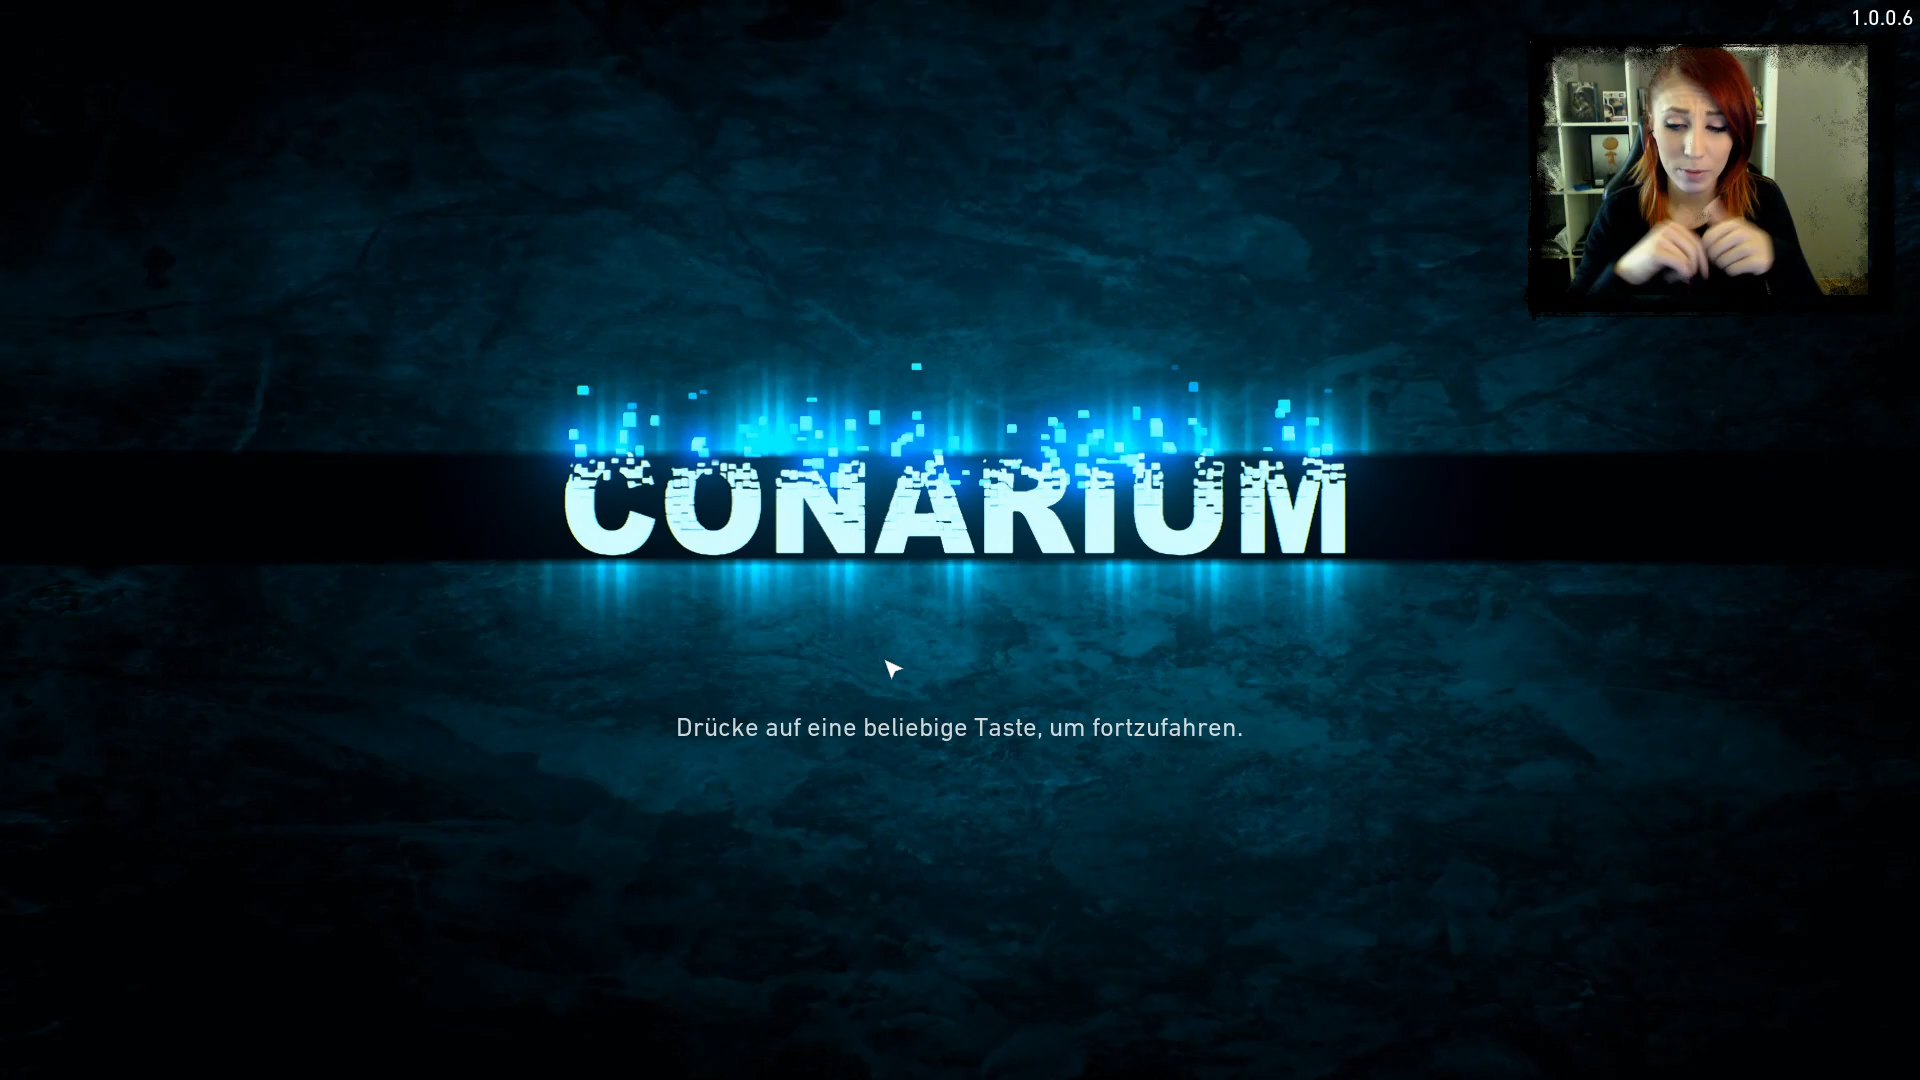 1.0.0.6
CONARIUM
Drücke auf eine beliebige Taste, um fortzufahren.